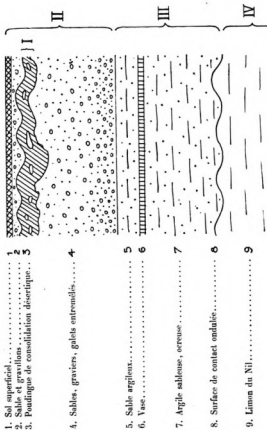 I
II
III
IV
1. Sol superficiel.................. 1
2. Sable et gravillons............ 2
3. Poudingue de consolidation désertique.. 3
4. Sables, graviers, galets entremêlés.... 4
5. Sable argileux................. 5
6. Vase........................... 6
7. Argile sableuse, ocreuse....... 7
8. Surface de contact ondulée..... 8
9. Limon du Nil................... 9